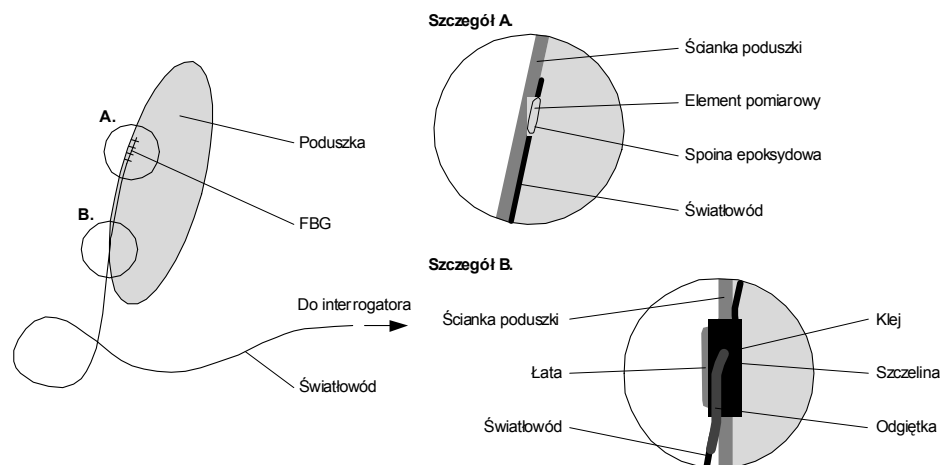 A.
B.
Poduszka
FBG
Do interrogatora
Światłowód
Szczegół A.
Ścianka poduszki
Element pomiarowy
Spoina epoksydowa
Światłowód
Szczegół B.
Ścianka poduszki
Łata
Światłowód
Klej
Szczelina
Odgiętka